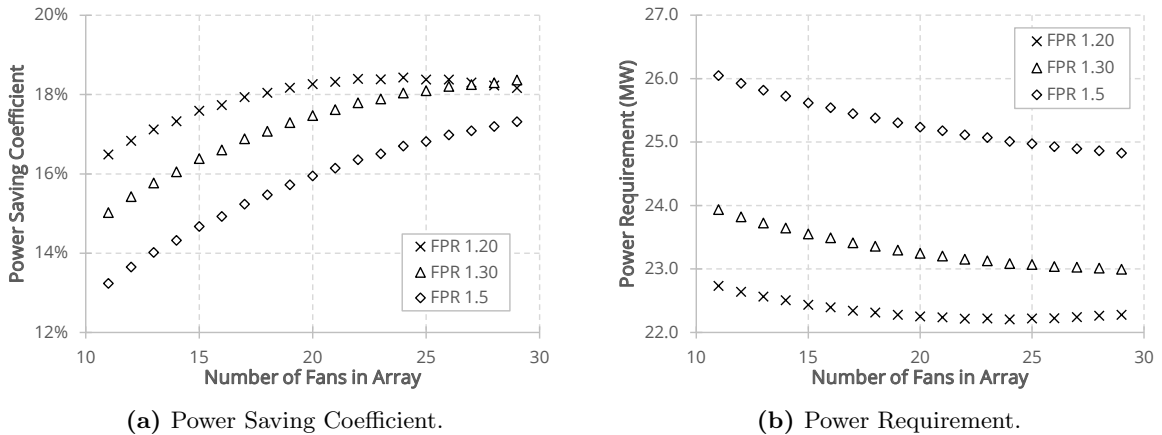 20%
18%
16%
14%
12%
Power Saving Coefficient
FPR 1.20
FPR 1.30
FPR 1.5
10 15 20 25 30
Number of Fans in Array
(a) Power Saving Coefficient.
27.0
26.0
25.0
24.0
23.0
22.0
Power Requirement (MW)
FPR 1.20
FPR 1.30
FPR 1.5
10 15 20 25 30
Number of Fans in Array
(b) Power Requirement.